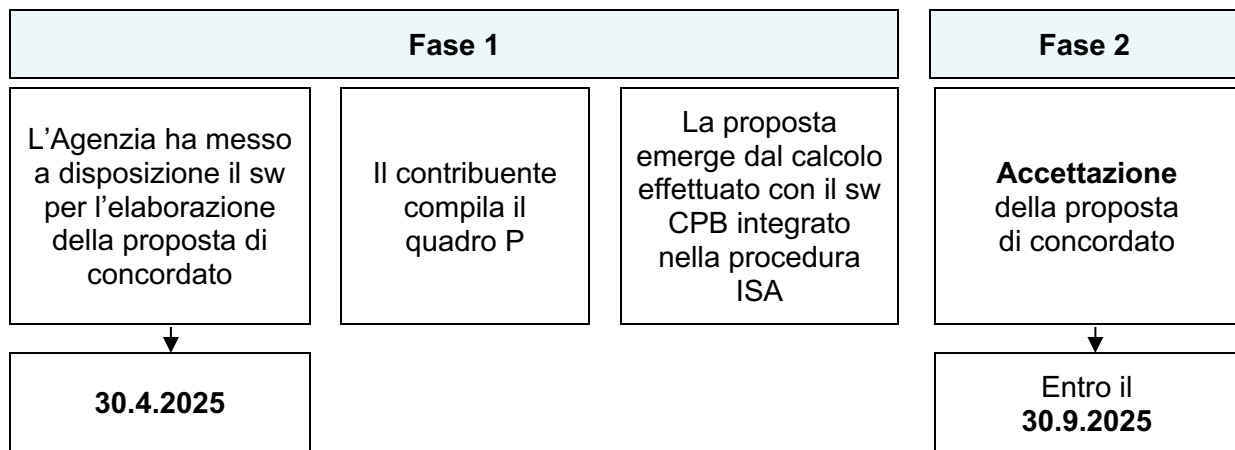 Fase 1
Fase 2
L’Agenzia ha messo
a disposizione il sw
per l’elaborazione
della proposta di
concordato
Il contribuente
compila il
quadro P
La proposta
emerge dal calcolo
effettuato con il sw
CPB integrato
nella procedura
ISA
Accettazione
della proposta
di concordato
30.4.2025
Entro il
30.9.2025